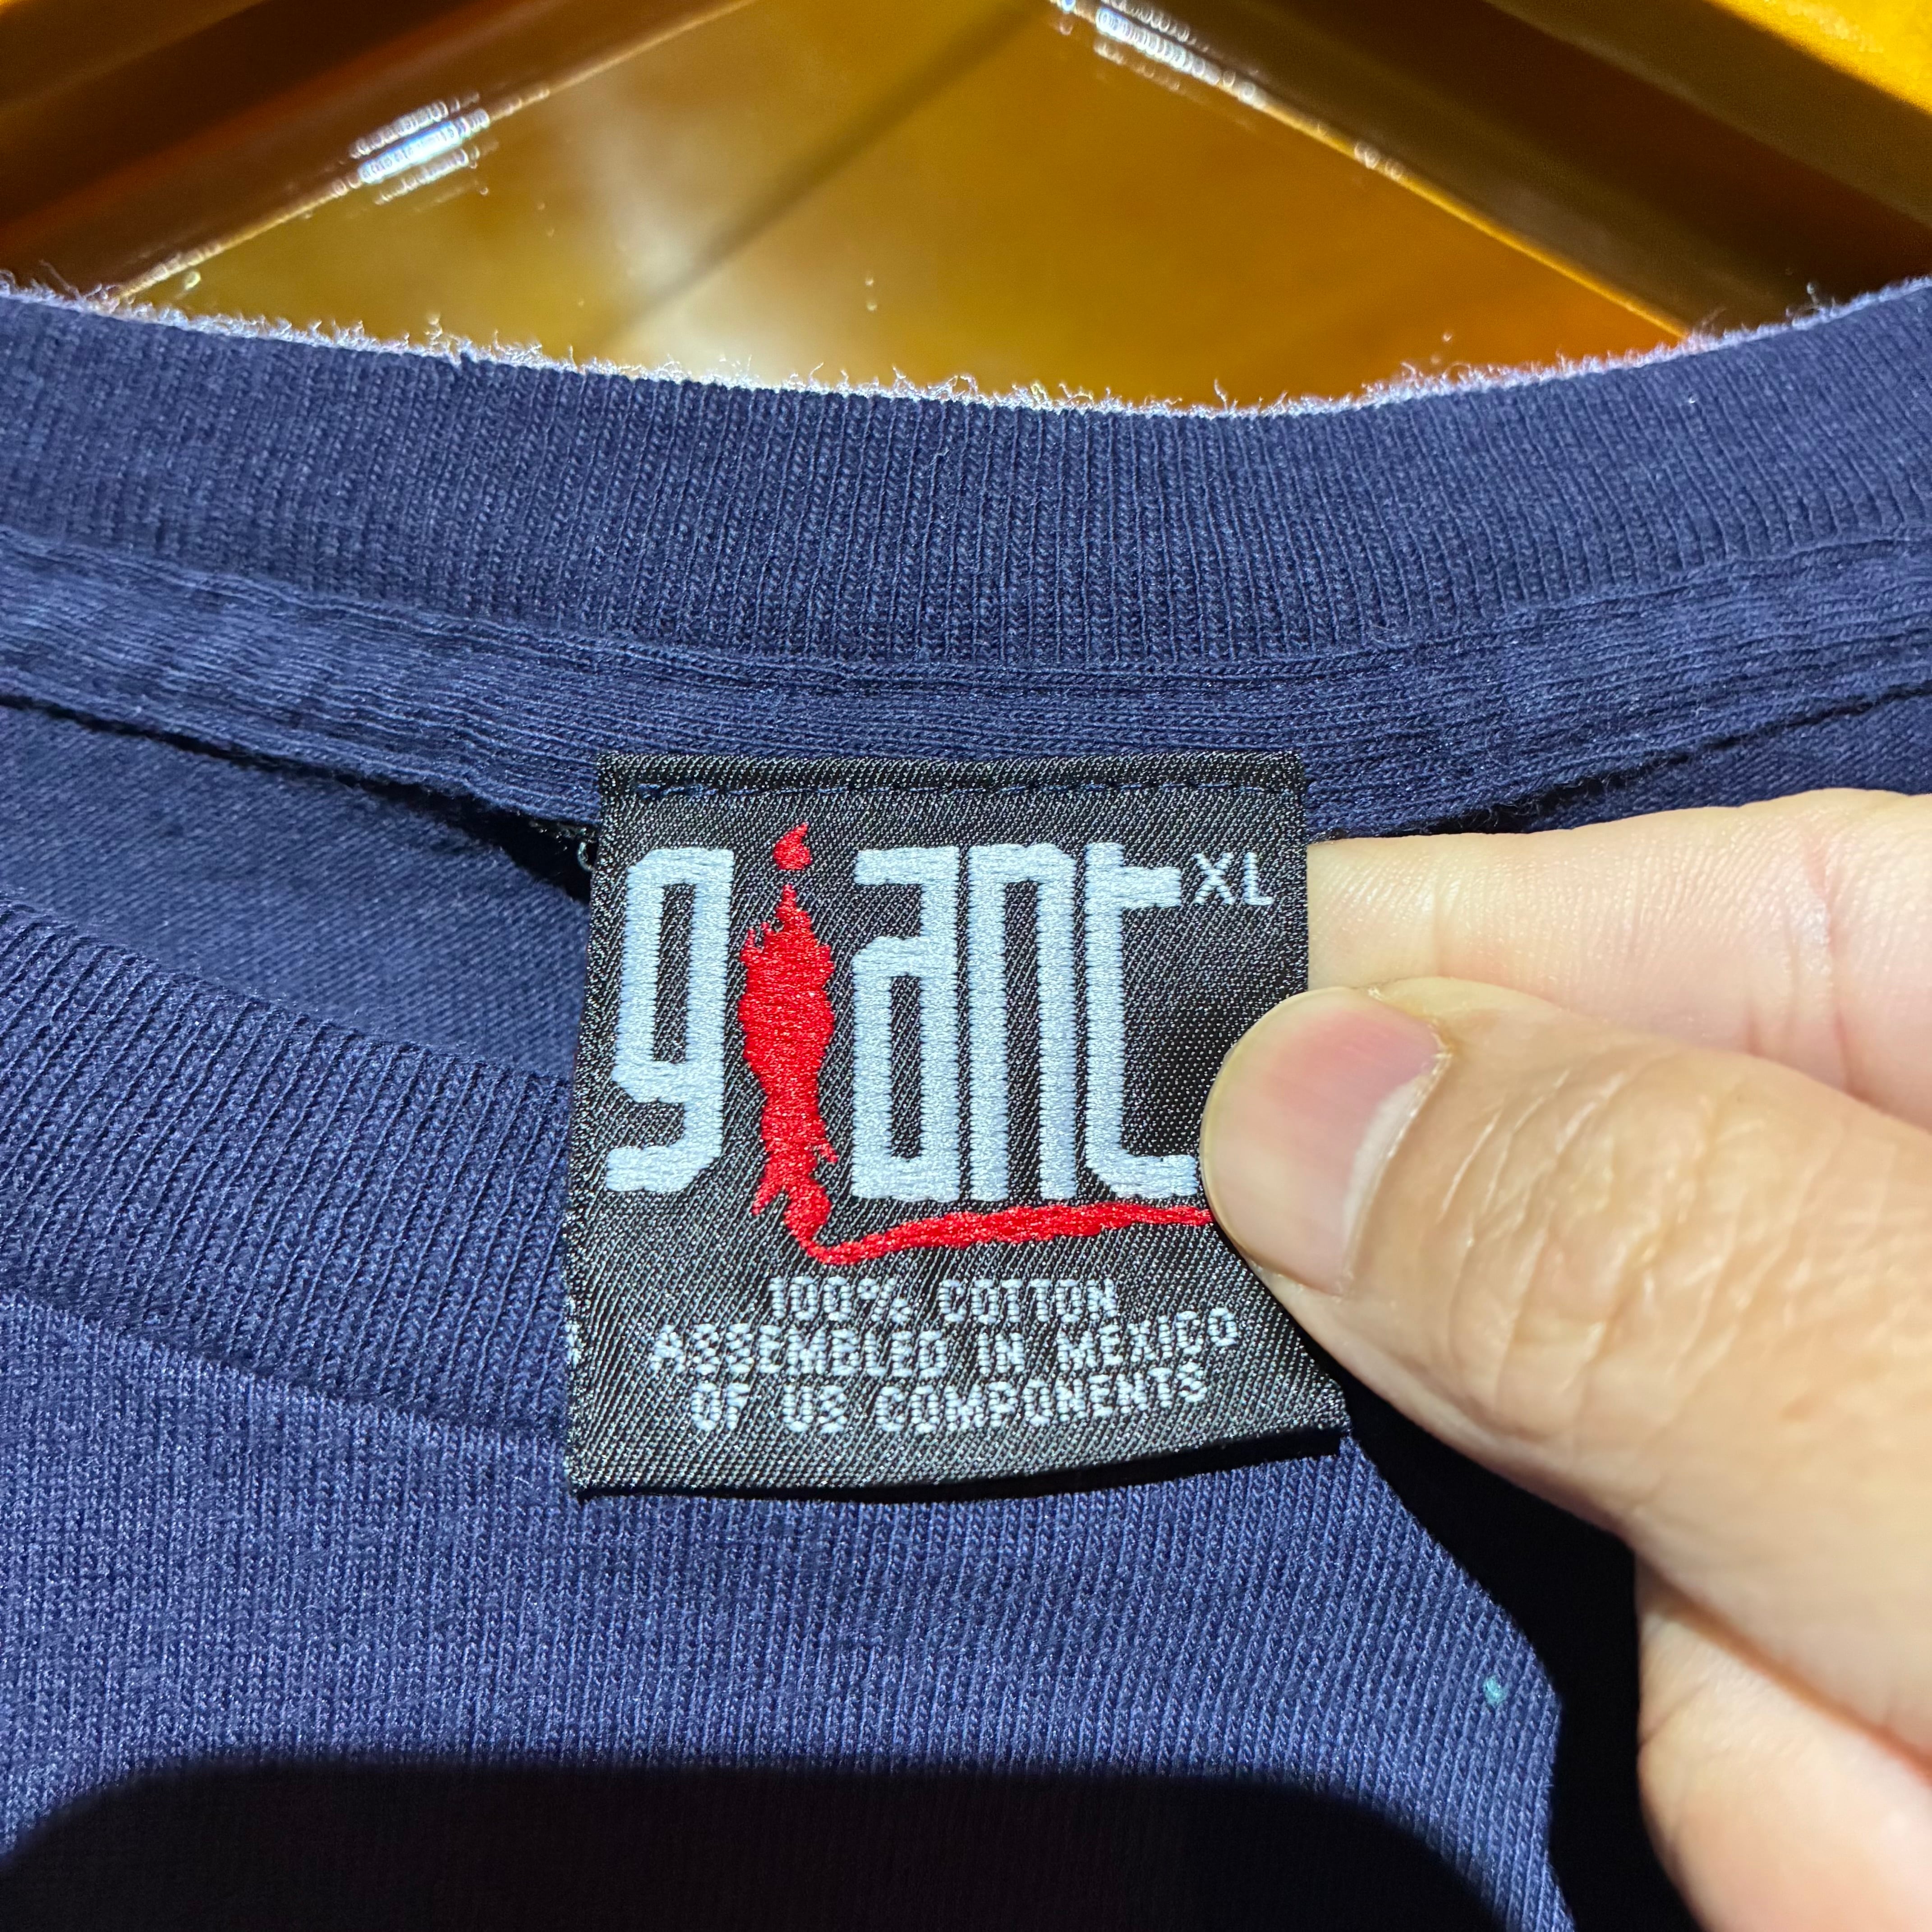 giant XL
100% COTTON
ASSEMBLED IN MEXICO
OF US COMPONENTS